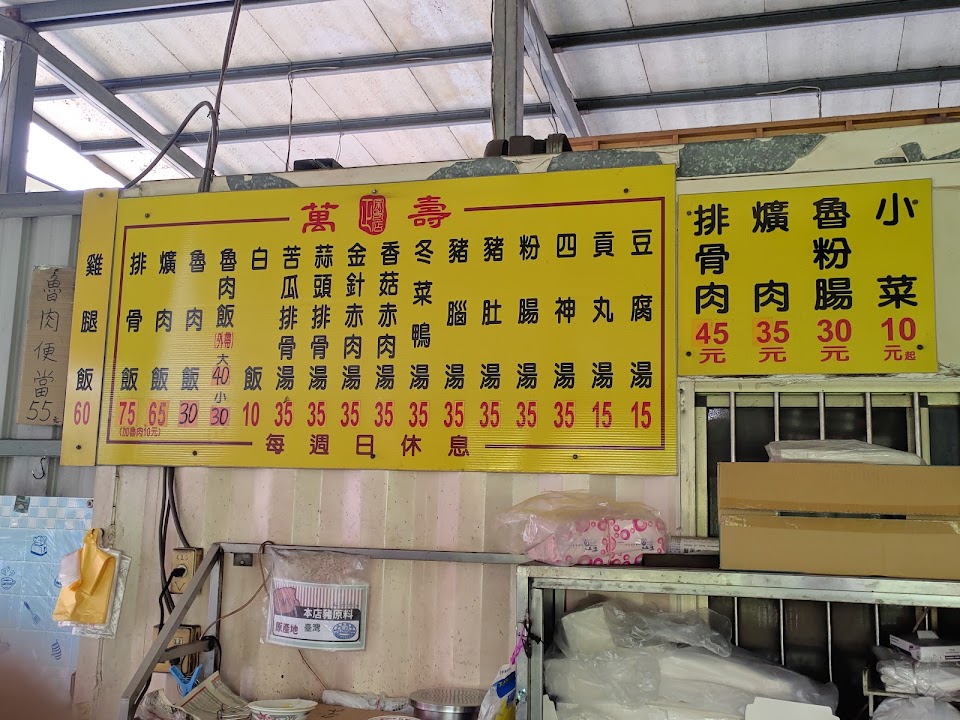 魯肉便當
55元
雞腿飯 60
萬壽
排骨飯 75
(加魯肉10元)
爌肉飯 65
魯肉飯 30
魯肉飯(外帶)大40小30
白飯 10
苦瓜排骨湯 35
蒜頭排骨湯 35
金針赤肉湯 35
香菇赤肉湯 35
冬菜鴨湯 35
豬腦湯 35
豬肚湯 35
粉腸湯 35
四神湯 35
貢丸湯 15
豆腐湯 15
每週日休息
排骨肉 45元
爌肉 35元
魯粉腸 30元
小菜 10元起
本店豬原料
原產地 臺灣